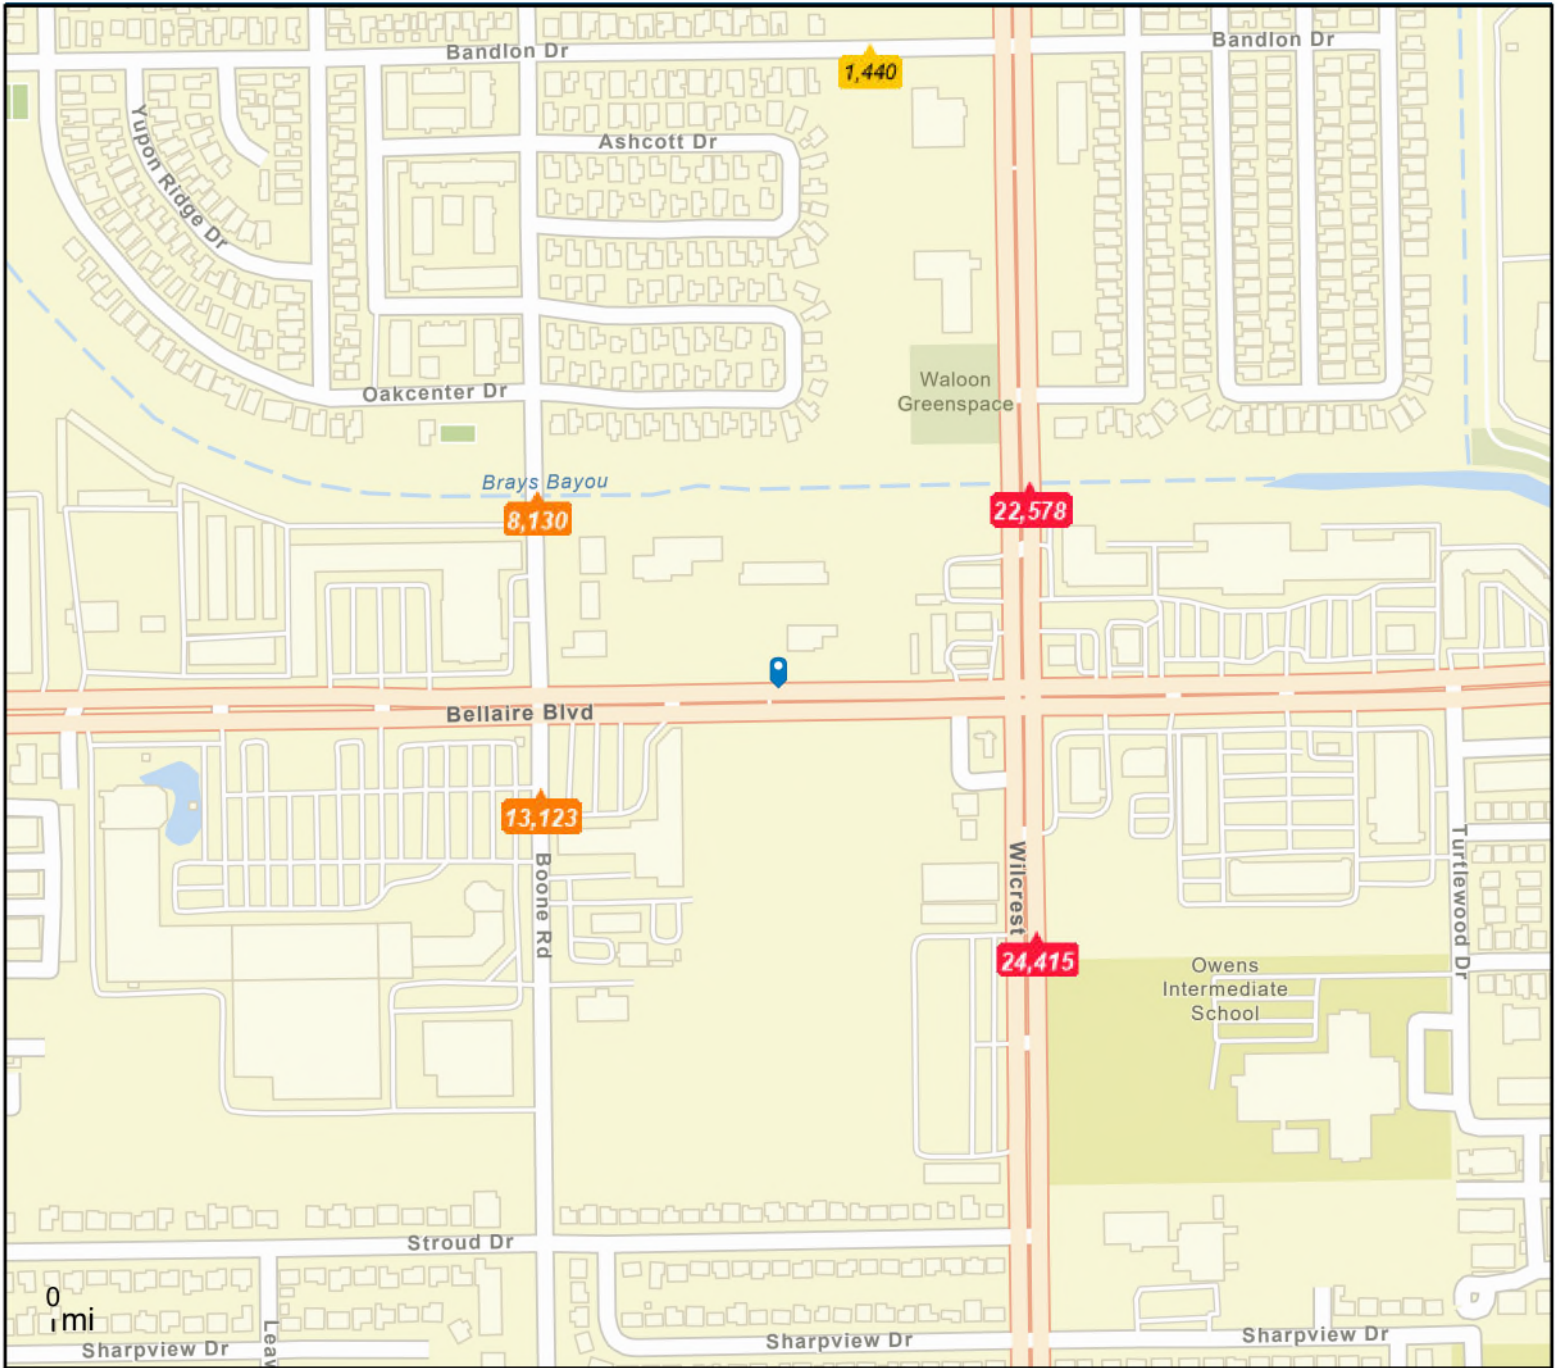 Bandlon Dr
Bandlon Dr
1,440
Yupon Ridge Dr
Ashcott Dr
Waloon
Greenspace
Oakcenter Dr
Brays Bayou
8,130
22,578
Bellaire Blvd
13,123
Boone Rd
Wilcrest
Turtlewood Dr
24,415
Owens
Intermediate
School
Stroud Dr
0
mi
Sharpview Dr
Leav
Sharpview Dr
Sharpview Dr